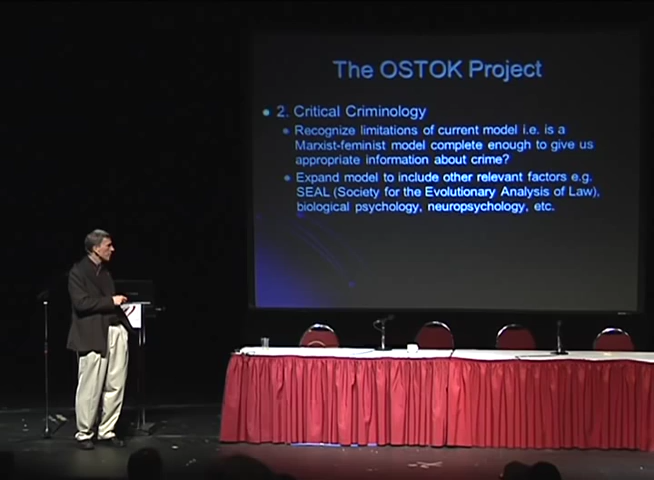 The OSTOK Project
2. Critical Criminology
Recognize limitations of current model i.e. is a
Marxist-feminist model complete enough to give us
appropriate information about crime?
Expand model to include other relevant factors e.g.
SEAL (Society for the Evolutionary Analysis of Law),
biological psychology, neuropsychology, etc.